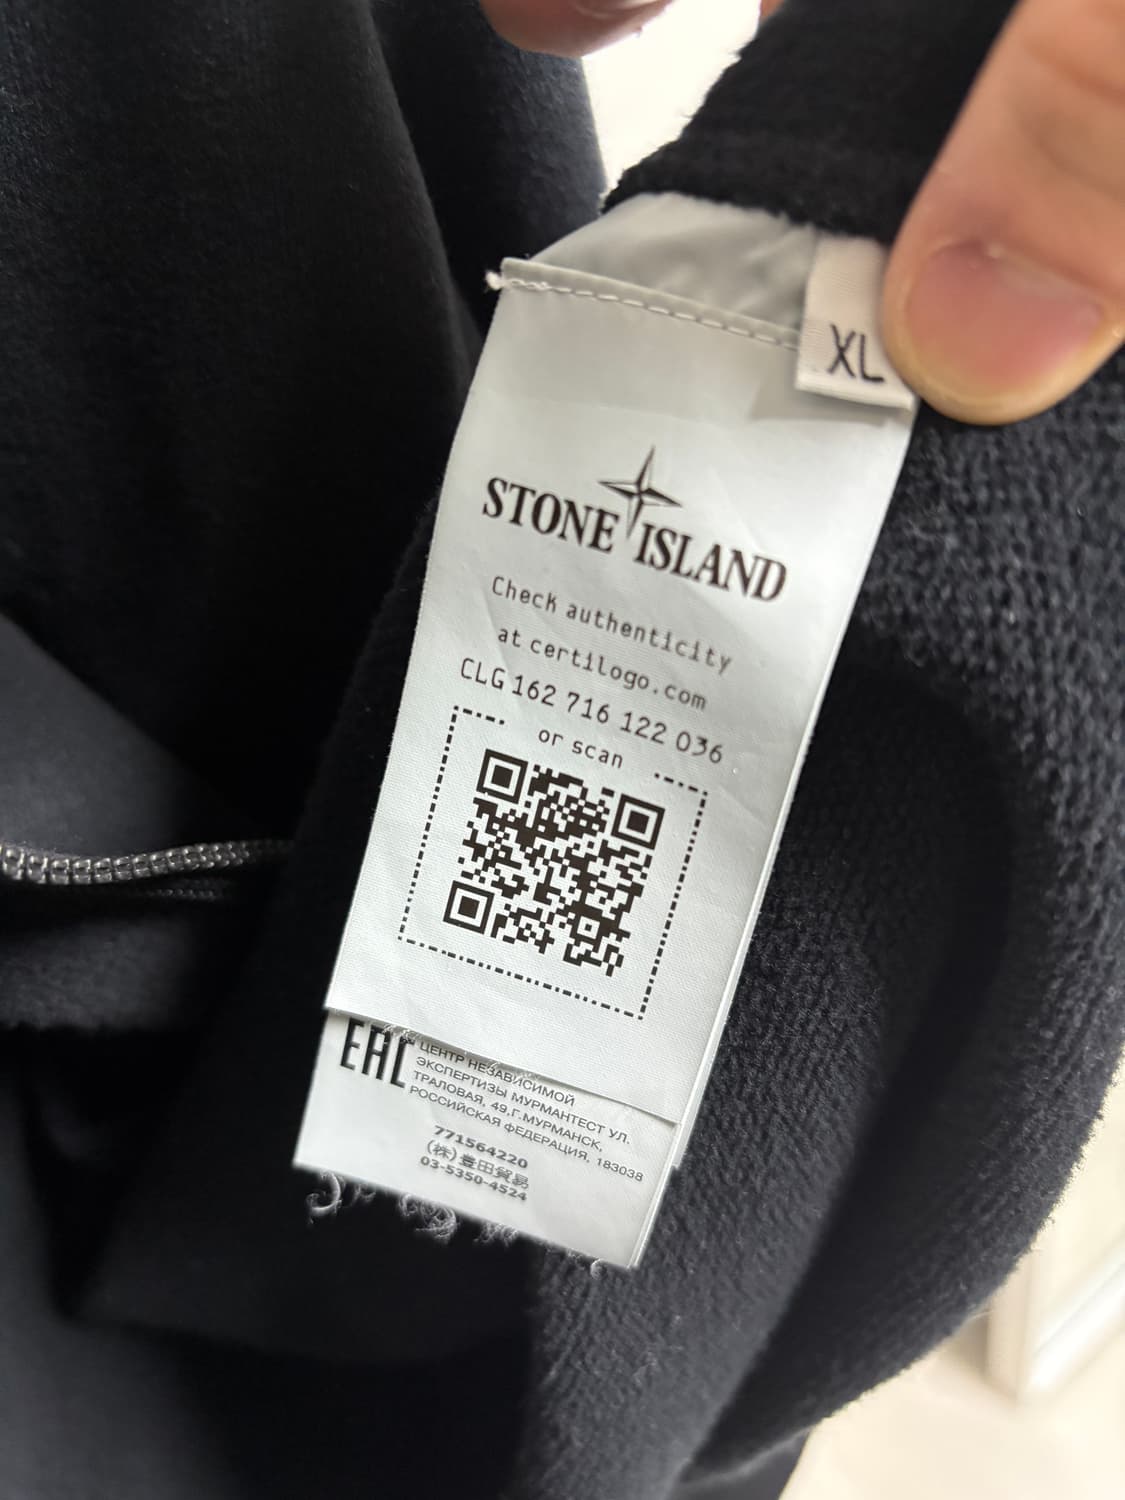 XL
STONE ISLAND
Check authenticity
at certilogo.com
CLG 162 716 122 036
or scan
EAC
ЦЕНТР НЕЗАВИСИМОЙ
ЭКСПЕРТИЗЫ МУРМАНТЕСТ УЛ.
ТРАЛОВАЯ, 49,Г.МУРМАНСК,
РОССИЙСКАЯ ФЕДЕРАЦИЯ, 183038
771564220
(株)豊田貿易
03-5350-4524